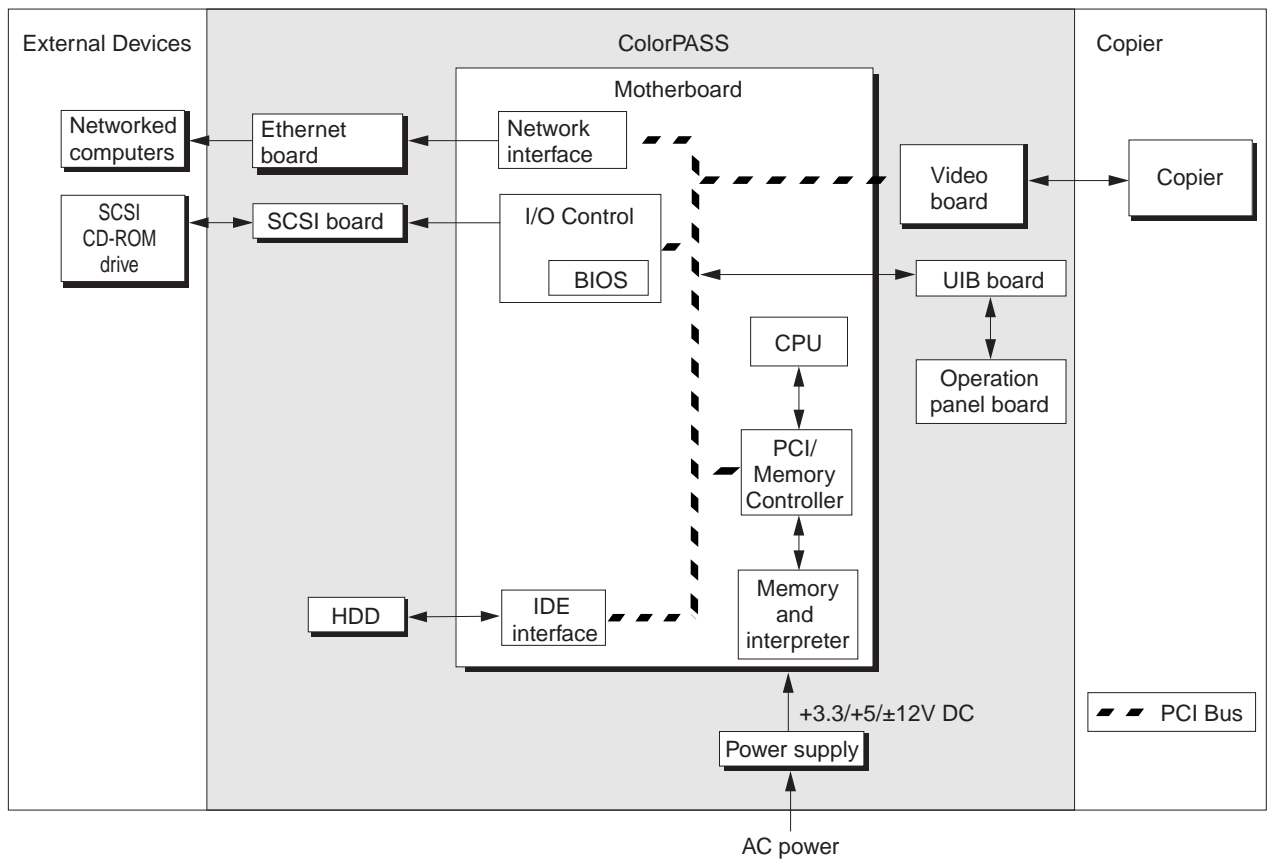 External Devices
ColorPASS
Copier
Motherboard
Networked
computers
Ethernet
board
Network
interface
Video
board
Copier
SCSI
CD-ROM
drive
SCSI board
I/O Control
BIOS
UIB board
CPU
Operation
panel board
PCI/
Memory
Controller
HDD
IDE
interface
Memory
and
interpreter
+3.3/+5/±12V DC
PCI Bus
Power supply
AC power